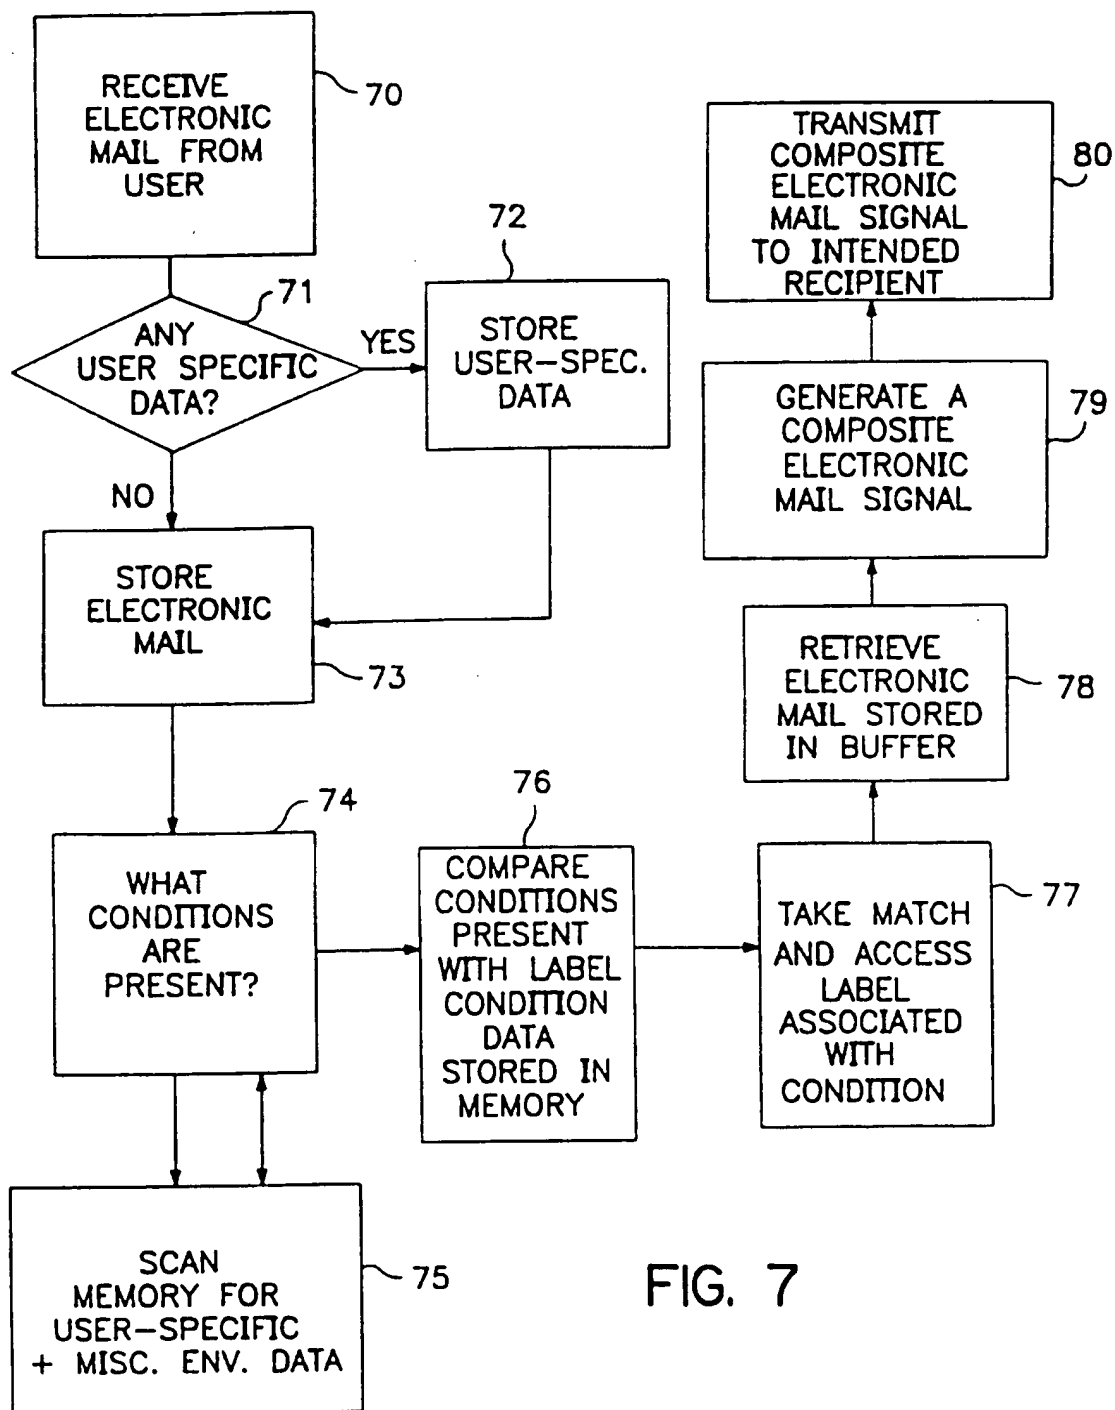 RECEIVE
ELECTRONIC
MAIL FROM
USER
70
ANY
USER SPECIFIC
DATA?
71
YES
NO
STORE
USER-SPEC.
DATA
72
STORE
ELECTRONIC
MAIL
73
WHAT
CONDITIONS
ARE
PRESENT?
74
SCAN
MEMORY FOR
USER-SPECIFIC
+ MISC. ENV. DATA
75
COMPARE
CONDITIONS
PRESENT
WITH LABEL
CONDITION
DATA
STORED IN
MEMORY
76
TAKE MATCH
AND ACCESS
LABEL
ASSOCIATED
WITH
CONDITION
77
RETRIEVE
ELECTRONIC
MAIL STORED
IN BUFFER
78
GENERATE A
COMPOSITE
ELECTRONIC
MAIL SIGNAL
79
TRANSMIT
COMPOSITE
ELECTRONIC
MAIL SIGNAL
TO INTENDED
RECIPIENT
80
FIG. 7